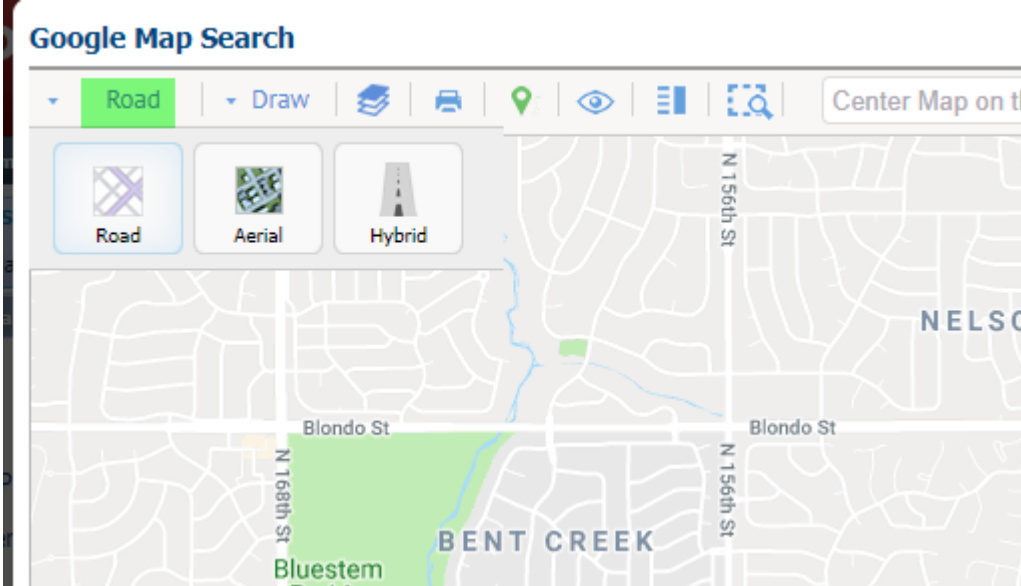 Google Map Search
Road
Draw
Center Map on t
Road
Aerial
Hybrid
N 156th St
NELSO
Blondo St
Blondo St
N 168th St
N 156th St
BENT CREEK
Bluestem